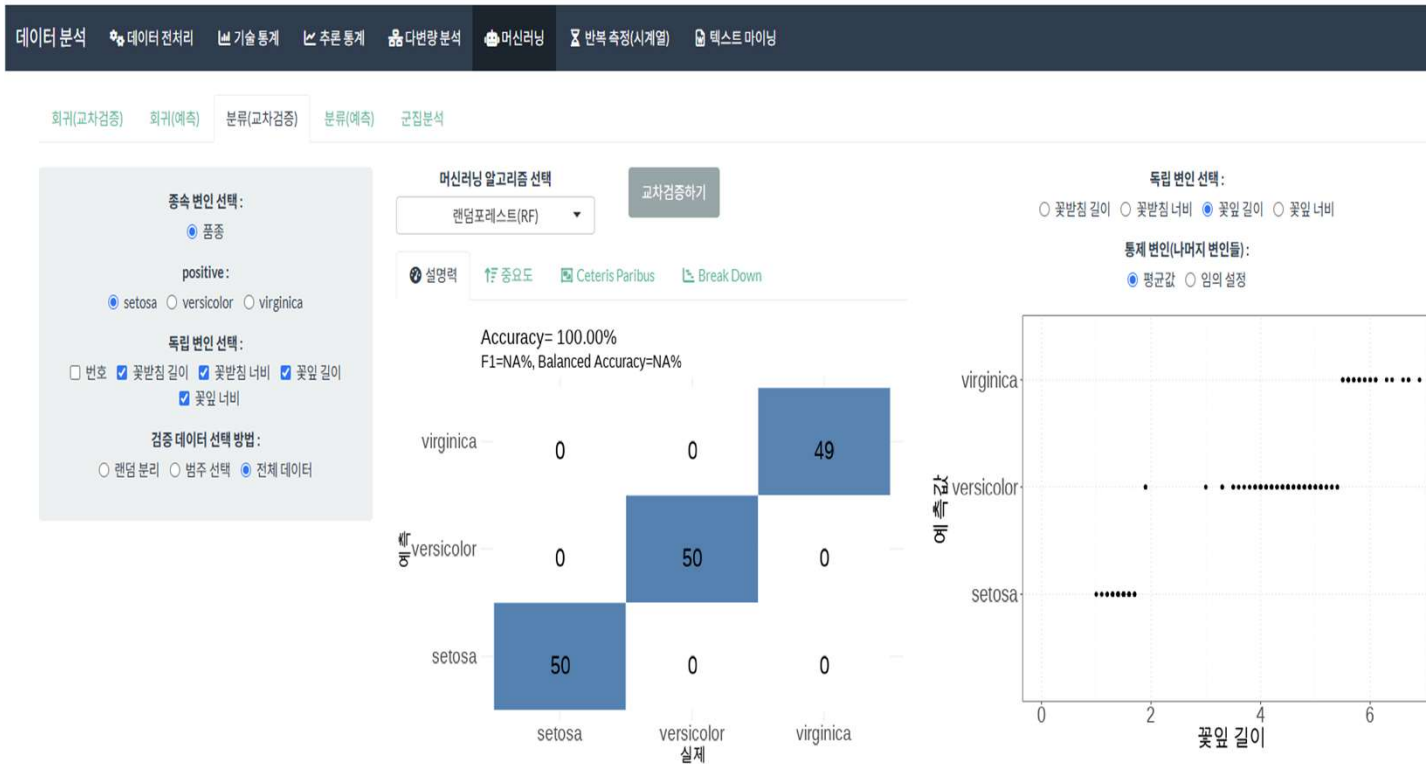 데이터 분석 데이터 전처리 기술 통계 추론 통계 다변량 분석 머신러닝 반복 측정(시계열) 텍스트 마이닝
회귀(교차검증) 회귀(예측) 분류(교차검증) 분류(예측) 군집분석
종속 변인 선택 :
품종
positive :
setosa versicolor virginica
독립 변인 선택 :
번호 꽃받침 길이 꽃받침 너비 꽃잎 길이
꽃잎 너비
검증 데이터 선택 방법 :
랜덤 분리 범주 선택 전체 데이터
머신러닝 알고리즘 선택
랜덤포레스트(RF)
교차검증하기
설명력 중요도 Ceteris Paribus Break Down
Accuracy= 100.00%
F1=NA%, Balanced Accuracy=NA%
virginica 0 0 49
versicolor 0 50 0
setosa 50 0 0
예측
setosa versicolor virginica
실제
독립 변인 선택 :
꽃받침 길이 꽃받침 너비 꽃잎 길이 꽃잎 너비
통제 변인(나머지 변인들) :
평균값 임의 설정
virginica
versicolor
setosa
예측값
0 2 4 6
꽃잎 길이